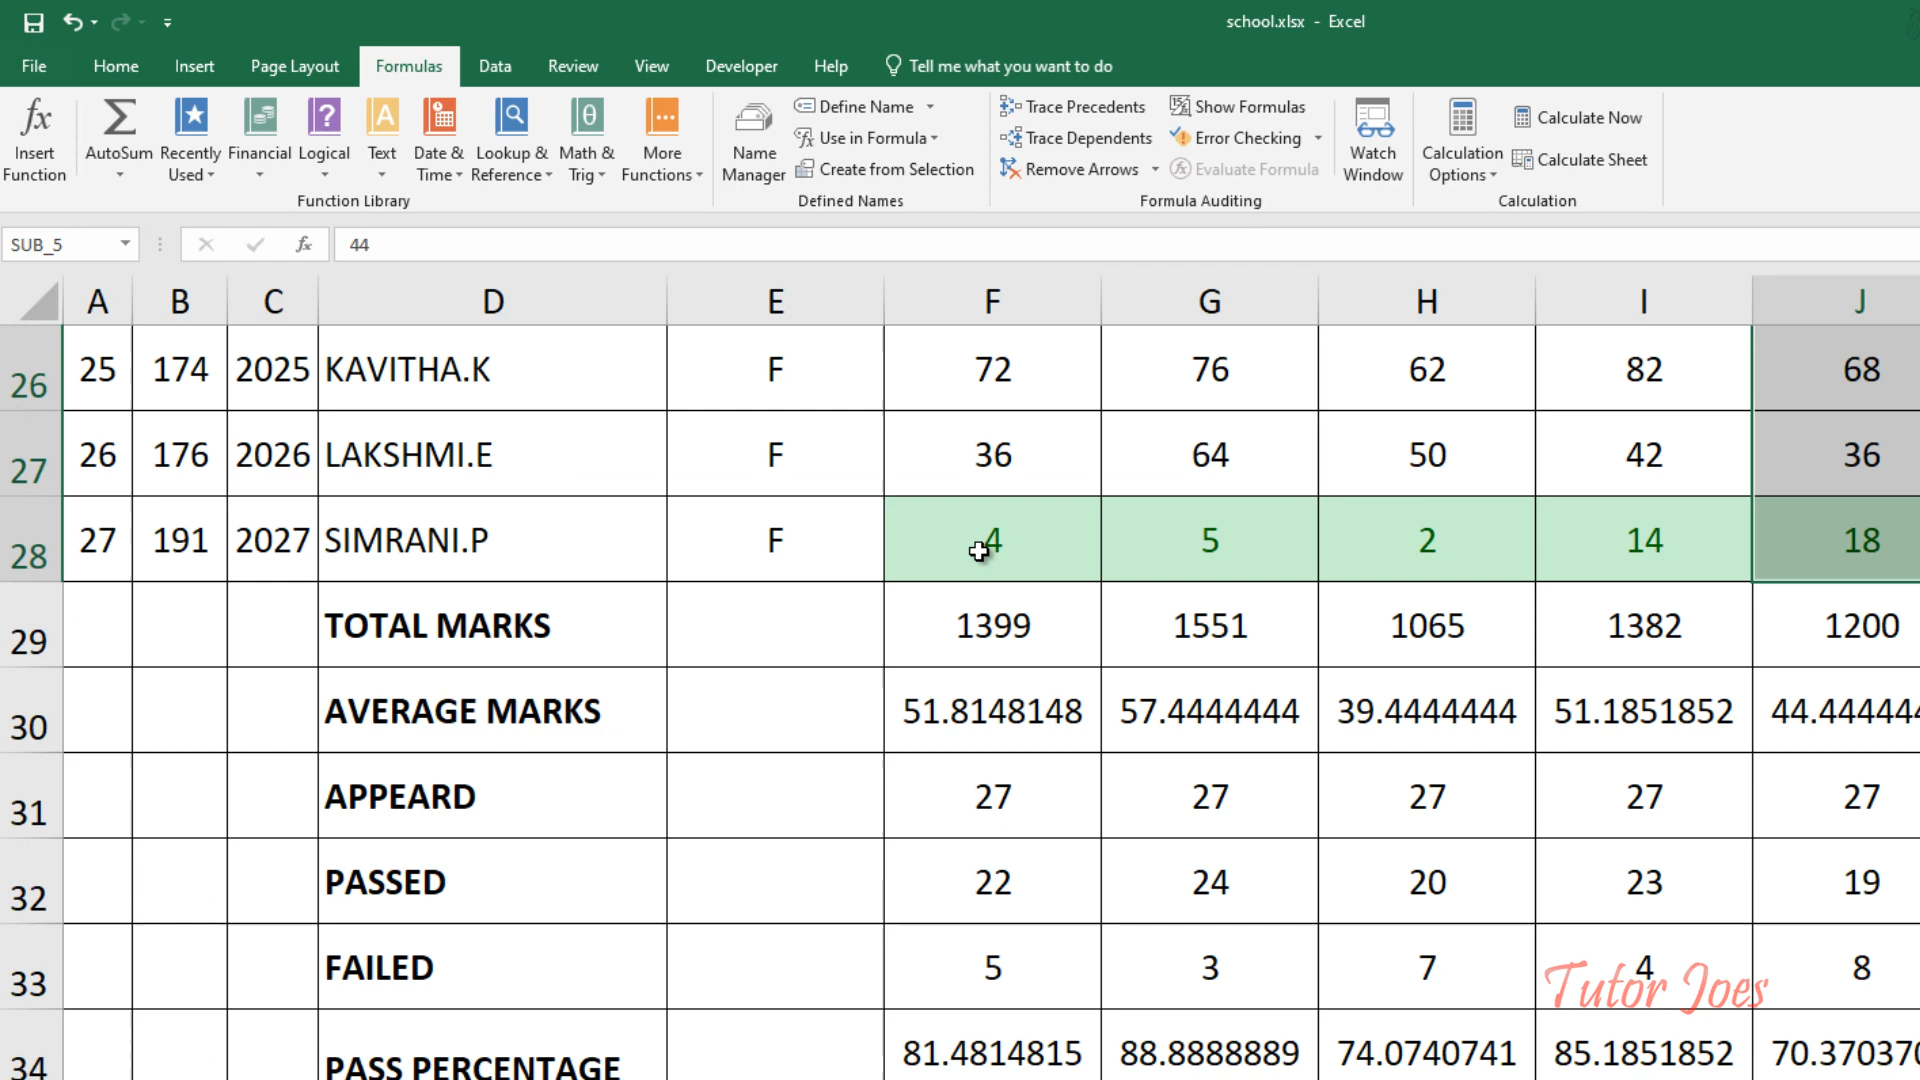 school.xlsx - Excel
File Home Insert Page Layout Formulas Data Review View Developer Help Tell me what you want to do
Insert Function
AutoSum
Recently Used
Financial
Logical
Text
Date & Time
Lookup & Reference
Math & Trig
More Functions
Function Library
Name Manager
Define Name
Use in Formula
Create from Selection
Defined Names
Trace Precedents
Trace Dependents
Remove Arrows
Show Formulas
Error Checking
Evaluate Formula
Formula Auditing
Watch Window
Calculation Options
Calculate Now
Calculate Sheet
Calculation
SUB_5 fx 44
A B C D E F G H I J
26 25 174 2025 KAVITHA.K F 72 76 62 82 68
27 26 176 2026 LAKSHMI.E F 36 64 50 42 36
28 27 191 2027 SIMRANI.P F 4 5 2 14 18
29 TOTAL MARKS 1399 1551 1065 1382 1200
30 AVERAGE MARKS 51.8148148 57.4444444 39.4444444 51.1851852 44.444444
31 APPEARD 27 27 27 27 27
32 PASSED 22 24 20 23 19
33 FAILED 5 3 7 4 8
Tutor Joes
34 PASS PERCENTAGE 81.4814815 88.8888889 74.0740741 85.1851852 70.370370